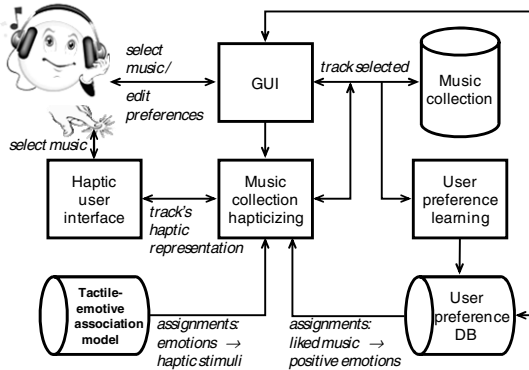 select
music/
edit
preferences
GUI
track selected
Music
collection
select music
Haptic
user
interface
track's
haptic
representation
Music
collection
hapticizing
User
preference
learning
Tactile-
emotive
association
model
assignments:
emotions →
haptic stimuli
assignments:
liked music →
positive emotions
User
preference
DB